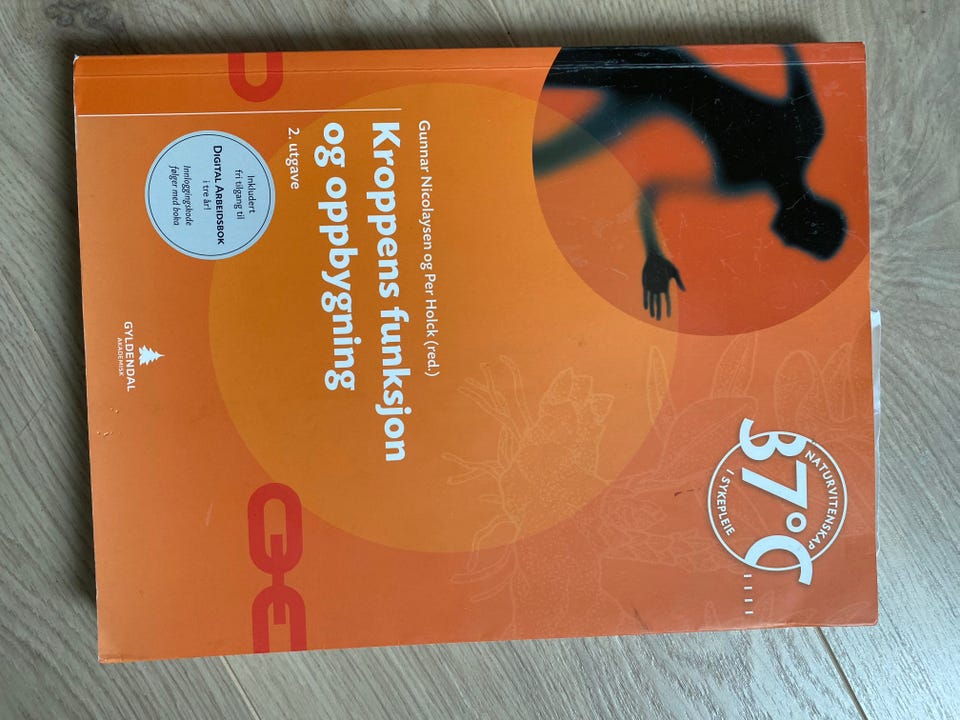 37°C
NATURVITENSKAP
I SYKEPLEIE
Gunnar Nicolaysen og Per Holck (red.)
Kroppens funksjon
og oppbygning
2. utgave
Inkludert
fri tilgang til
DIGITAL ARBEIDSBOK
i tre år!
Innloggingskode
følger med boka
GYLDENDAL
AKADEMISK